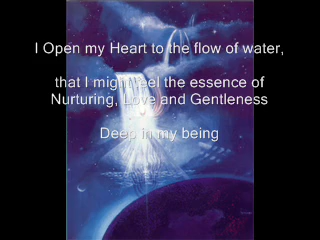 I Open my Heart to the flow of water,
that I might feel the essence of
Nurturing, Love and Gentleness
Deep in my being